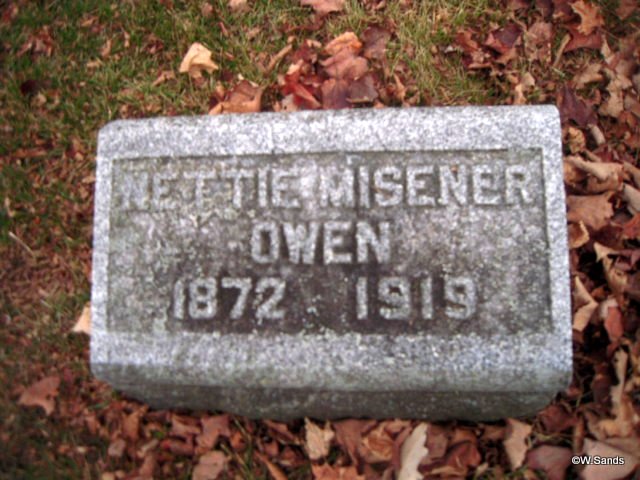 NETTIE MISENER
OWEN
1872 1919
©W.Sands